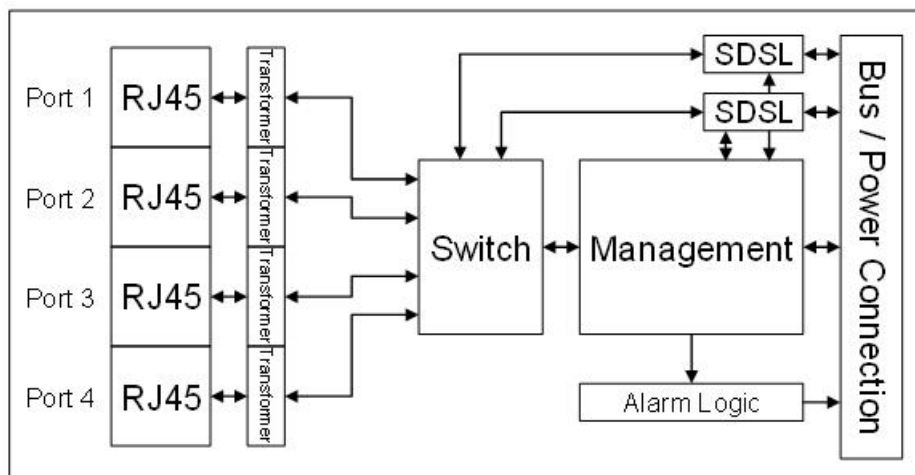 Port 1
RJ45
Transformer
Port 2
RJ45
Transformer
Port 3
RJ45
Transformer
Port 4
RJ45
Transformer
Switch
SDSL
SDSL
Management
Alarm Logic
Bus / Power Connection